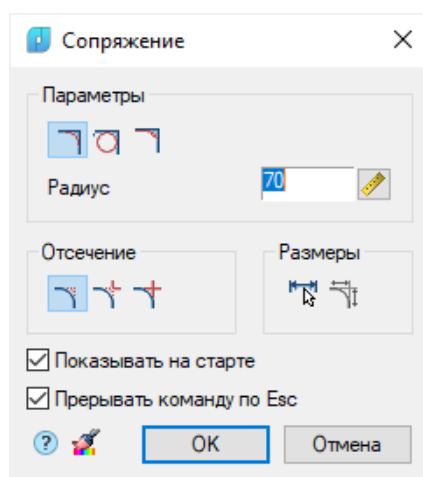 Сопряжение
Параметры
Радиус 70
Отсечение Размеры
Показывать на старте
Прерывать команду по Esc
? OK Отмена